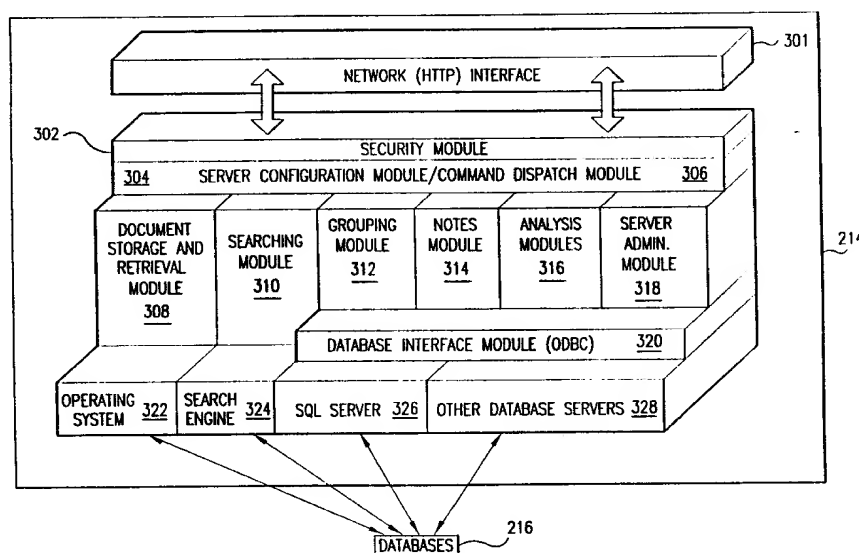 301
NETWORK (HTTP) INTERFACE
302
SECURITY MODULE
304 SERVER CONFIGURATION MODULE/COMMAND DISPATCH MODULE 306
DOCUMENT
STORAGE AND
RETRIEVAL
MODULE
308
SEARCHING
MODULE
310
GROUPING
MODULE
312
NOTES
MODULE
314
ANALYSIS
MODULES
316
SERVER
ADMIN.
MODULE
318
214
DATABASE INTERFACE MODULE (ODBC) 320
OPERATING
SYSTEM 322
SEARCH
ENGINE 324
SQL SERVER 326
OTHER DATABASE SERVERS 328
DATABASES
216